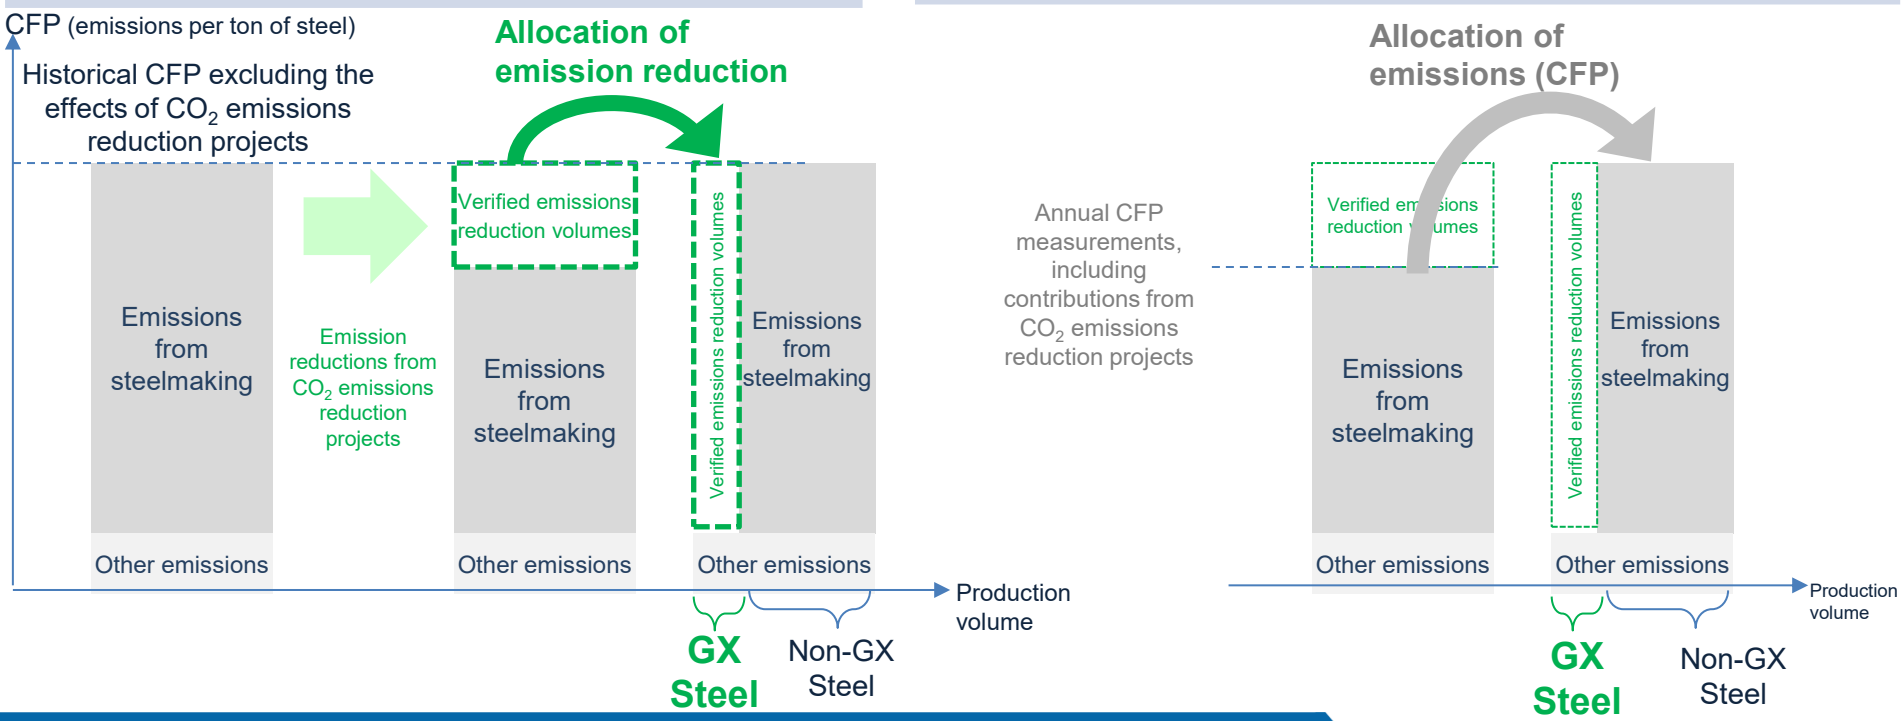 CFP (emissions per ton of steel)
Historical CFP excluding the
effects of CO₂ emissions
reduction projects
Allocation of
emission reduction
Emissions
from
steelmaking
Other emissions
Emission
reductions from
CO₂ emissions
reduction
projects
Verified emissions
reduction volumes
Emissions
from
steelmaking
Other emissions
Verified emissions reduction volumes
Emissions
from
steelmaking
Other emissions
Production
volume
GX
Steel
Non-GX
Steel
Allocation of
emissions (CFP)
Annual CFP
measurements,
including
contributions from
CO₂ emissions
reduction projects
Verified emissions
reduction volumes
Emissions
from
steelmaking
Other emissions
Verified emissions reduction volumes
Emissions
from
steelmaking
Other emissions
Production
volume
GX
Steel
Non-GX
Steel